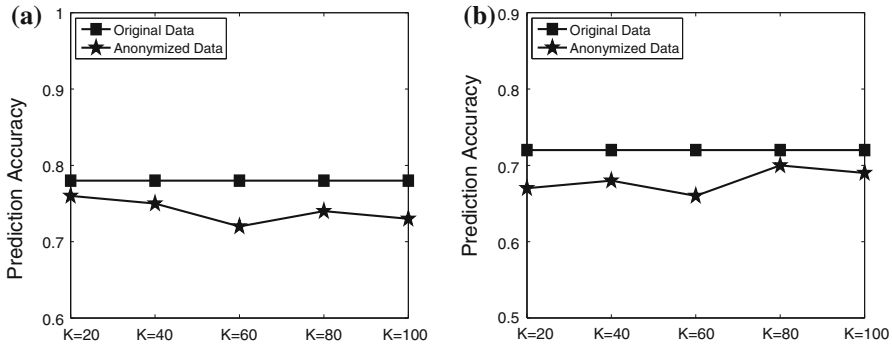 (a)
Original Data
Anonymized Data
Prediction Accuracy
1
0.9
0.8
0.7
0.6
K=20 K=40 K=60 K=80 K=100
(b)
Original Data
Anonymized Data
Prediction Accuracy
0.9
0.8
0.7
0.6
0.5
K=20 K=40 K=60 K=80 K=100